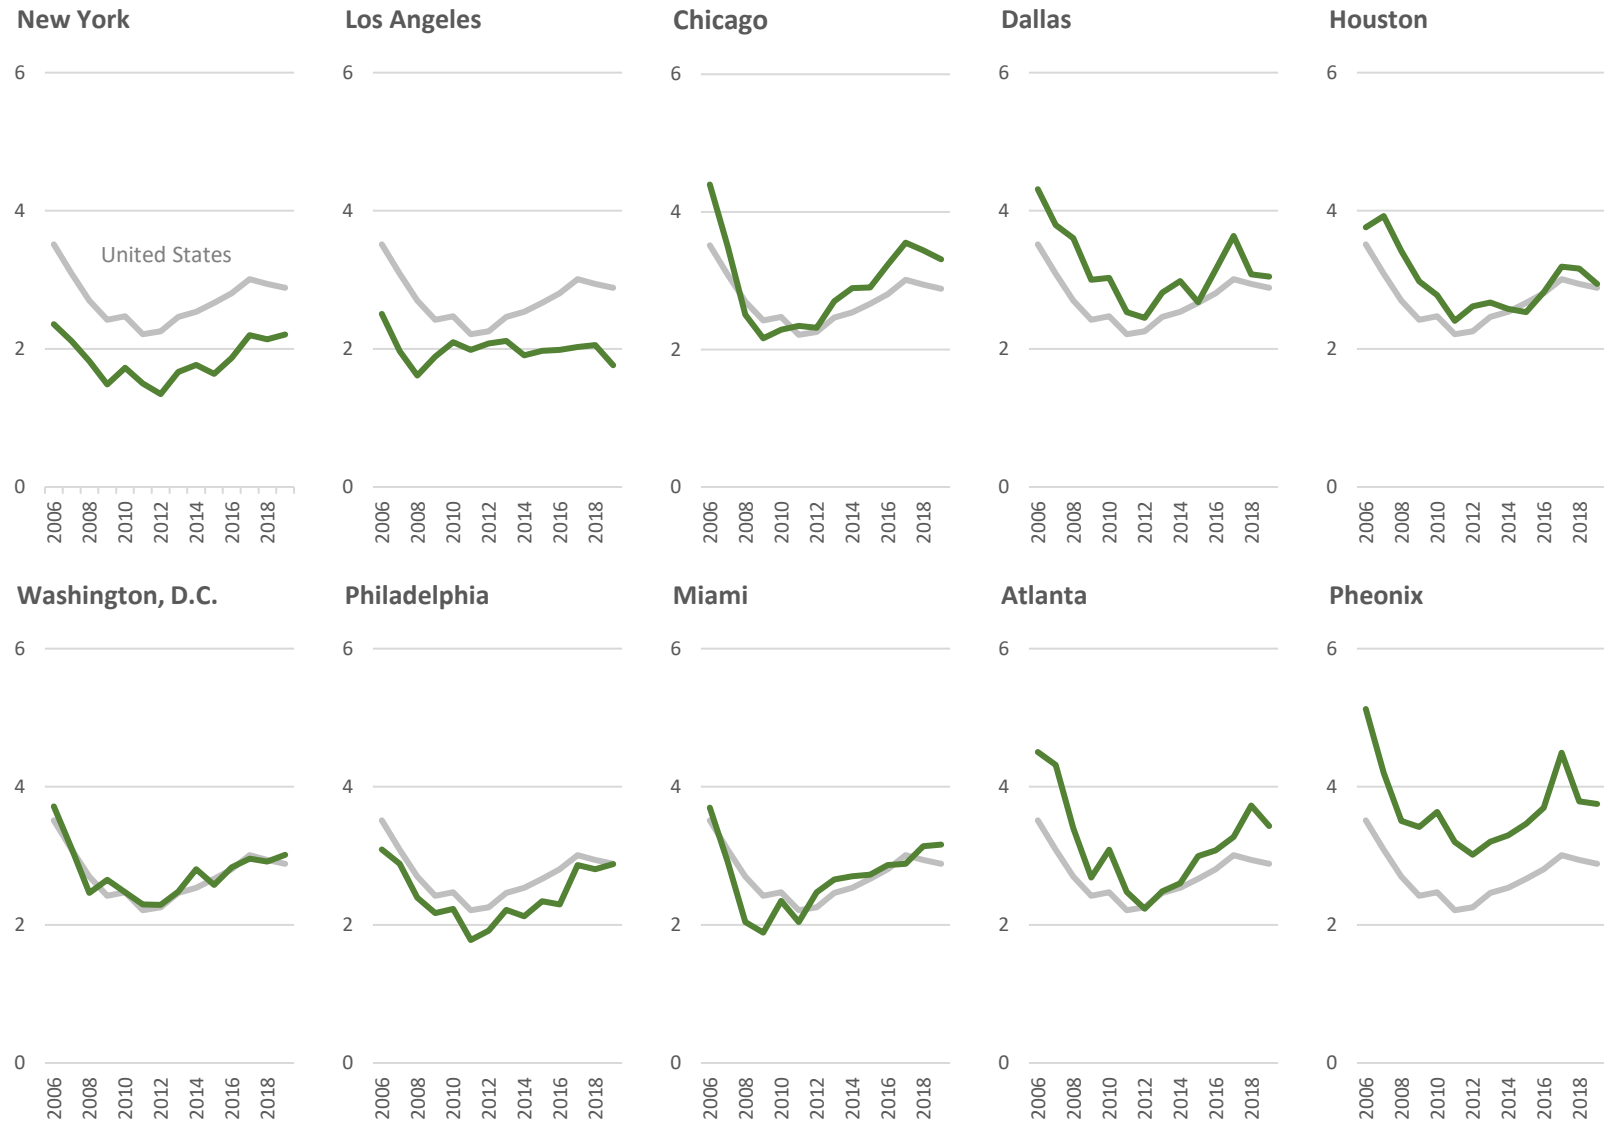 New York Los Angeles Chicago Dallas Houston
6 6 6 6 6
4 4 4 4 4
United States
2 2 2 2 2
0 0 0 0 0
2006 2008 2010 2012 2014 2016 2018 2006 2008 2010 2012 2014 2016 2018 2006 2008 2010 2012 2014 2016 2018 2006 2008 2010 2012 2014 2016 2018 2006 2008 2010 2012 2014 2016 2018
Washington, D.C. Philadelphia Miami Atlanta Pheonix
6 6 6 6 6
4 4 4 4 4
2 2 2 2 2
0 0 0 0 0
2006 2008 2010 2012 2014 2016 2018 2006 2008 2010 2012 2014 2016 2018 2006 2008 2010 2012 2014 2016 2018 2006 2008 2010 2012 2014 2016 2018 2006 2008 2010 2012 2014 2016 2018